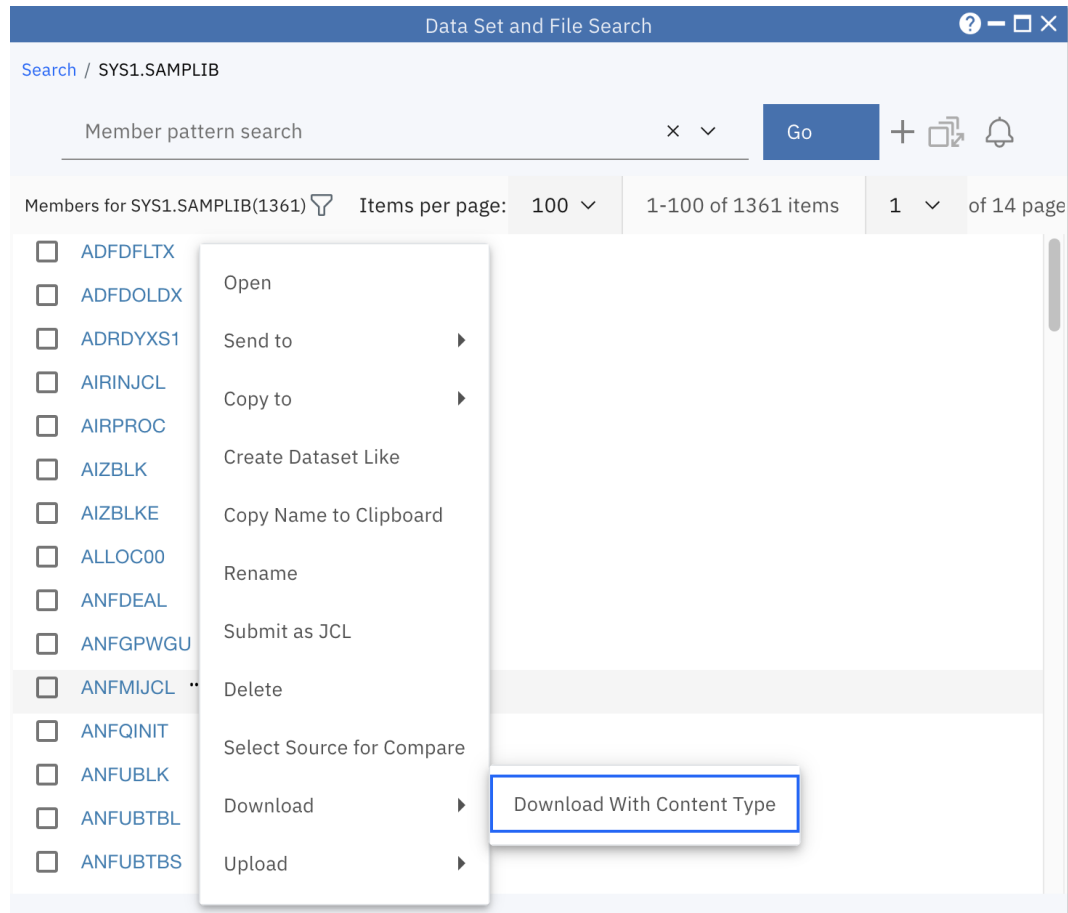 Data Set and File Search
Search / SYS1.SAMPLIB
Member pattern search
Go
Members for SYS1.SAMPLIB(1361) Items per page: 100 1-100 of 1361 items 1 of 14 page
ADFDFLTX
ADFDOLDX
ADRDYXS1
AIRINJCL
AIRPROC
AIZBLK
AIZBLKE
ALLOC00
ANFDEAL
ANFGPWGU
ANFMIJCL
ANFQINIT
ANFUBLK
ANFUBTBL
ANFUBTBS
Open
Send to
Copy to
Create Dataset Like
Copy Name to Clipboard
Rename
Submit as JCL
Delete
Select Source for Compare
Download
Upload
Download With Content Type